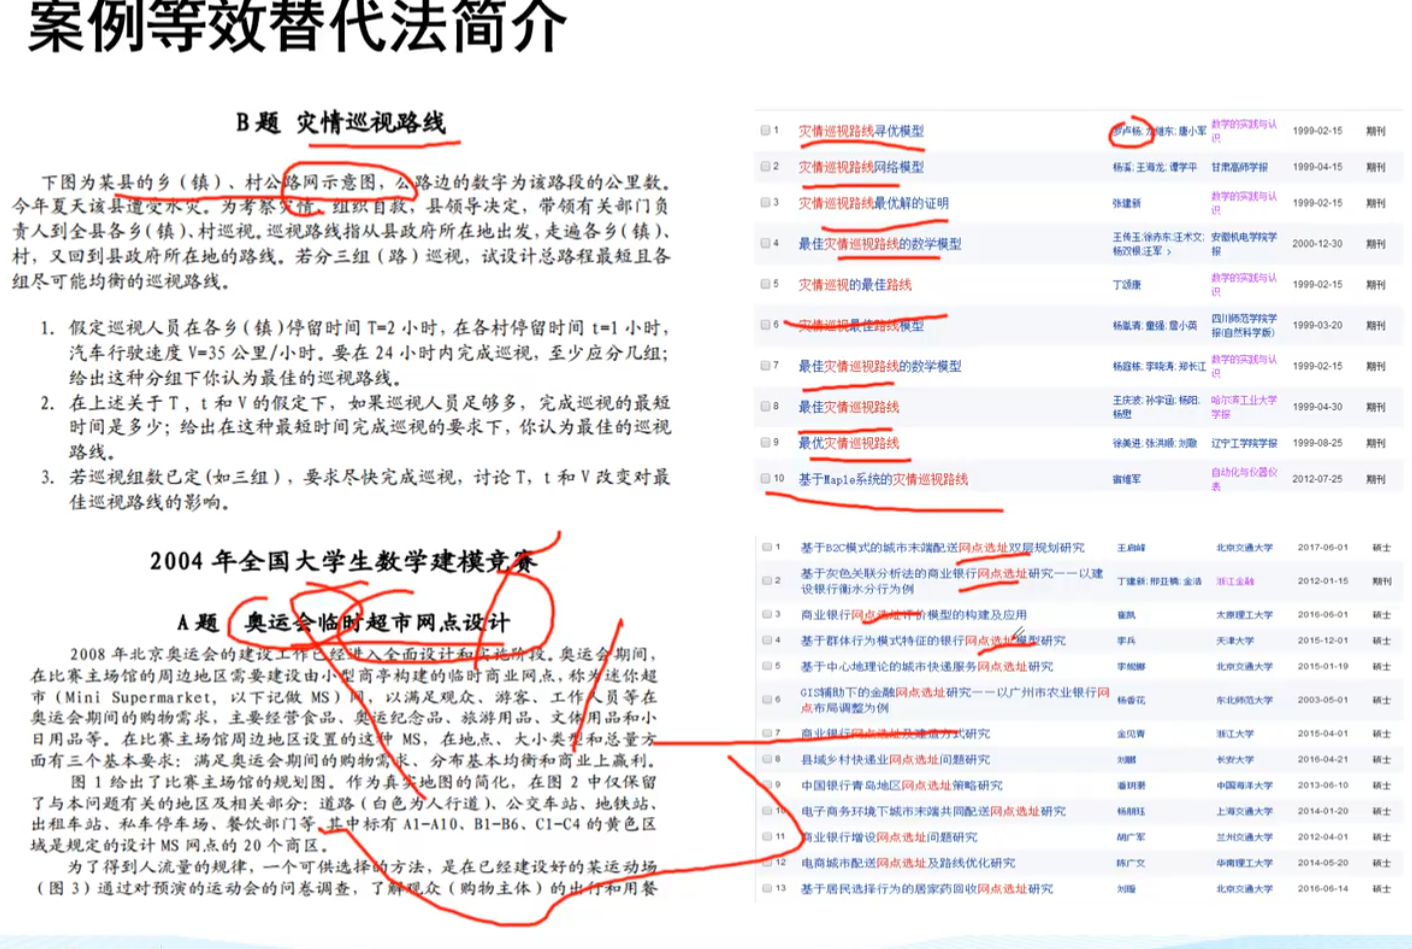 案例等效替代法简介
B 题 灾情巡视路线
下图为某县的乡（镇）、村公路网示意图，公路边的数字为该路段的公里数。
今年夏天该县遭受水灾。为考察灾情、组织自救，县领导决定，带领有关部门负
责人到全县各乡（镇）、村巡视。巡视路线指从县政府所在地出发，走遍各乡（镇）、
村，又回到县政府所在地的路线。若分三组（路）巡视，试设计总路程最短且各
组尽可能均衡的巡视路线。
1. 假定巡视人员在各乡（镇）停留时间 T=2 小时，在各村停留时间 t=1 小时，
汽车行驶速度 V=35 公里/小时。要在 24 小时内完成巡视，至少应分几组；
给出这种分组下你认为最佳的巡视路线。
2. 在上述关于 T，t 和 V 的假定下，如果巡视人员足够多，完成巡视的最短
时间是多少；给出在这种最短时间完成巡视的要求下，你认为最佳的巡视
路线。
3. 若巡视组数已定（如三组），要求尽快完成巡视，讨论 T，t 和 V 改变对最
佳巡视路线的影响。
2004 年全国大学生数学建模竞赛
A 题 奥运会临时超市网点设计
2008 年北京奥运会的建设工作已经进入全面设计和实施阶段。奥运会期间，
在比赛主场馆的周边地区需要建设由小型商亭构建的临时商业网点，称为迷你超
市（Mini Supermarket, 以下记做 MS）网，以满足观众、游客、工作人员等在
奥运会期间的购物需求，主要经营食品、奥运纪念品、旅游用品、文体用品和小
日用品等。在比赛主场馆周边地区设置的这种 MS，在地点、大小类型和总量方
面有三个基本要求：满足奥运会期间的购物需求、分布基本均衡和商业上赢利。
图 1 给出了比赛主场馆的规划图。作为真实地图的简化，在图 2 中仅保留
了与本问题有关的地区及相关部分：道路（白色为人行道）、公交车站、地铁站、
出租车站、私车停车场、餐饮部门等，其中标有 A1-A10、B1-B6、C1-C4 的黄色区
域是规定的设计 MS 网点的 20 个商区。
为了得到人流量的规律，一个可供选择的方法，是在已经建设好的某运动场
（图 3）通过对预演的运动会的问卷调查，了解观众（购物主体）的出行和用餐
1 灾情巡视路线寻优模型 数学的实践与认识 1999-02-15 期刊
2 灾情巡视路线网络模型 杨溪; 王海龙; 谭学平 甘肃高师学报 1999-04-15 期刊
3 灾情巡视路线最优解的证明 张建新 数学的实践与认识 1999-02-15 期刊
4 最佳灾情巡视路线的数学模型 王传玉;徐赤东;汪术文;杨双根;汪军 安徽机电学院学报 2000-12-30 期刊
5 灾情巡视的最佳路线 丁颂康 数学的实践与认识 1999-02-15 期刊
6 灾情巡视最佳路线模型 杨胤清; 童强; 詹小英 四川师范学院学报(自然科学版) 1999-03-20 期刊
7 最佳灾情巡视路线的数学模型 杨庭栋; 李晓涛; 郑长江 数学的实践与认识 1999-02-15 期刊
8 最佳灾情巡视路线 王庆波; 孙宇函; 杨阳; 杨懋 哈尔滨工业大学学报 1999-04-30 期刊
9 最优灾情巡视路线 徐美进; 张洪顺; 刘敬 辽宁工学院学报 1999-08-25 期刊
10 基于Maple系统的灾情巡视路线 雷维军 自动化与仪器仪表 2012-07-25 期刊
1 基于B2C模式的城市末端配送网点选址双层规划研究 王启峰 北京交通大学 2017-06-01 硕士
2 基于灰色关联分析法的商业银行网点选址研究——以建设银行衡水分行为例 丁建新; 邢亚楠; 金浩 浙江金融 2012-01-15 期刊
3 商业银行网点选址评价模型的构建及应用 崔凯 太原理工大学 2016-06-01 硕士
4 基于群体行为模式特征的银行网点选址模型研究 李兵 天津大学 2015-12-01 硕士
5 基于中心地理论的城市快递服务网点选址研究 李妮娜 北京交通大学 2015-01-19 硕士
6 GIS辅助下的金融网点选址研究——以广州市农业银行网点布局调整为例 杨香花 东北师范大学 2003-05-01 硕士
7 商业银行网点选址及建造方式研究 金见青 浙江大学 2015-04-01 硕士
8 县域乡村快递业网点选址问题研究 长安大学 2016-04-21 硕士
9 中国银行青岛地区网点选址策略研究 潘玥翯 中国海洋大学 2013-06-10 硕士
10 电子商务环境下城市末端共同配送网点选址研究 杨朋珏 上海交通大学 2014-01-20 硕士
11 商业银行增设网点选址问题研究 胡广军 兰州交通大学 2012-04-01 硕士
12 电商城市配送网点选址及路线优化研究 陈广文 华南理工大学 2014-05-20 硕士
13 基于居民选择行为的居家药回收网点选址研究 刘璇 北京交通大学 2016-06-14 硕士